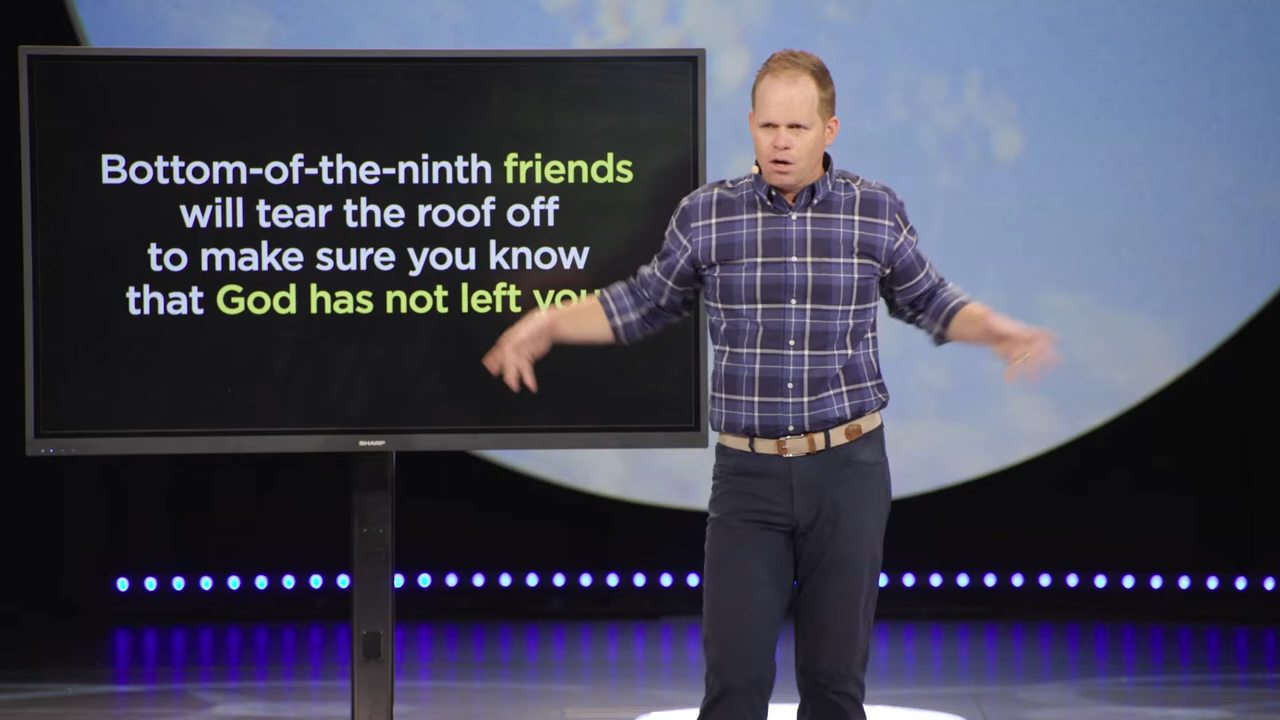 Bottom-of-the-ninth friends
will tear the roof off
to make sure you know
that God has not left you
SHARP